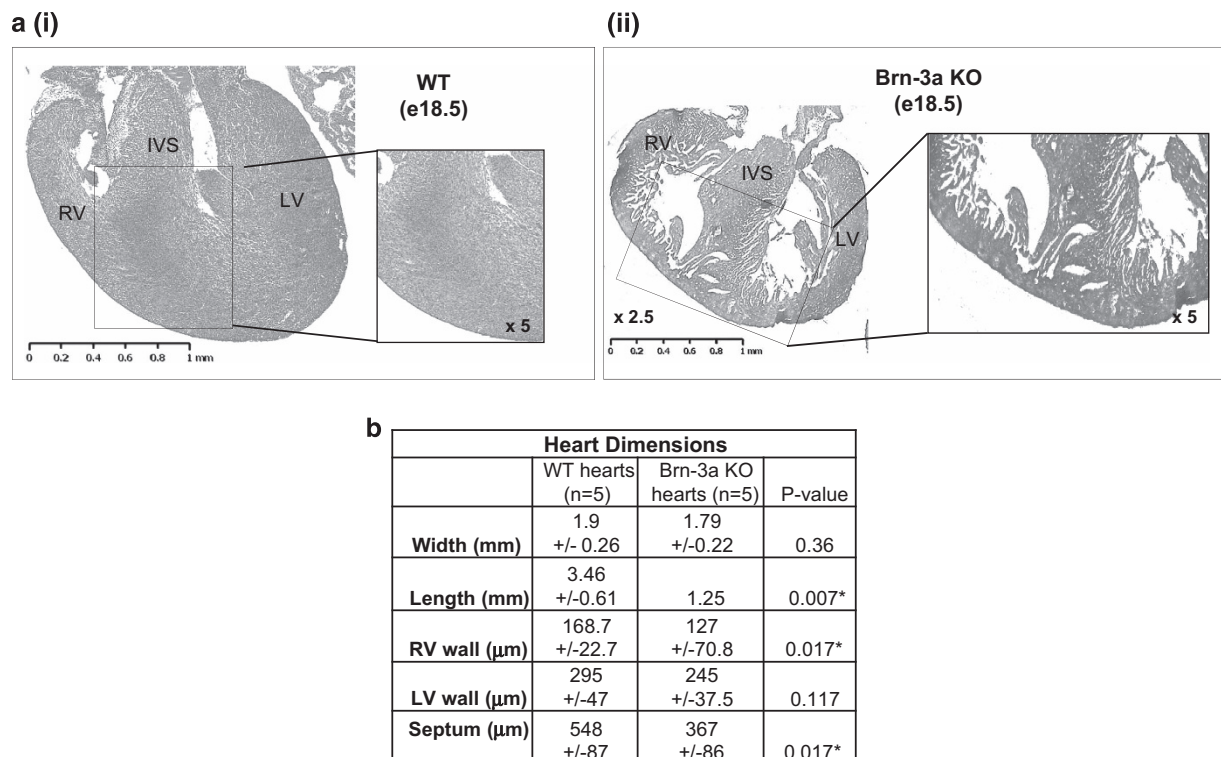 a (i)
(ii)
WT
(e18.5)
IVS
RV
LV
x 5
0 0.2 0.4 0.6 0.8 1 mm
Brn-3a KO
(e18.5)
RV
IVS
LV
x 2.5
x 5
0 0.2 0.4 0.6 0.8 1 mm
b
Heart Dimensions
WT hearts (n=5) Brn-3a KO hearts (n=5) P-value
Width (mm) 1.9 +/- 0.26 1.79 +/-0.22 0.36
Length (mm) 3.46 +/-0.61 1.25 0.007*
RV wall (μm) 168.7 +/-22.7 127 +/-70.8 0.017*
LV wall (μm) 295 +/-47 245 +/-37.5 0.117
Septum (μm) 548 +/-87 367 +/-86 0.017*